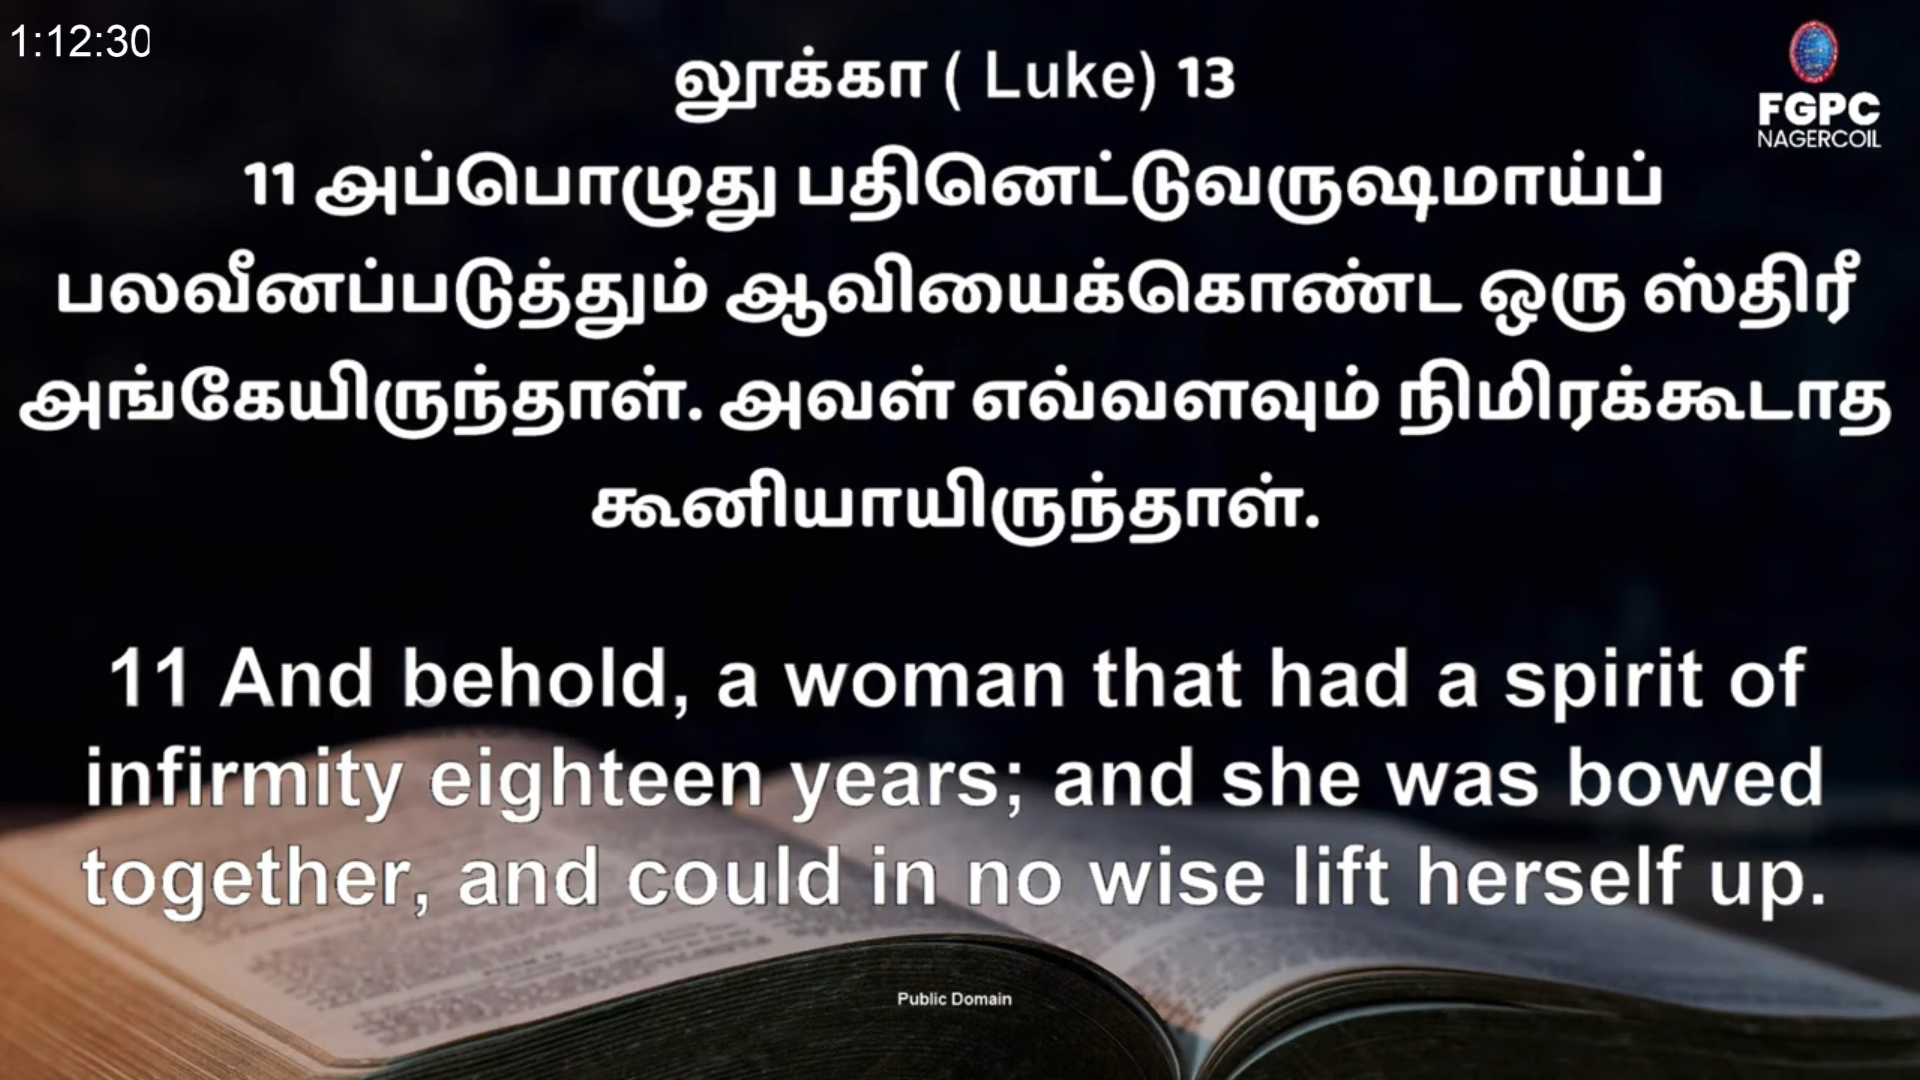 1:12:30
லூக்கா ( Luke) 13
FGPC
NAGERCOIL
11 அப்பொழுது பதினெட்டுவருஷமாய்ப்
பலவீனப்படுத்தும் ஆவியைக்கொண்ட ஒரு ஸ்திரீ
அங்கேயிருந்தாள். அவள் எவ்வளவும் நிமிரக்கூடாத
கூனியாயிருந்தாள்.
11 And behold, a woman that had a spirit of
infirmity eighteen years; and she was bowed
together, and could in no wise lift herself up.
Public Domain